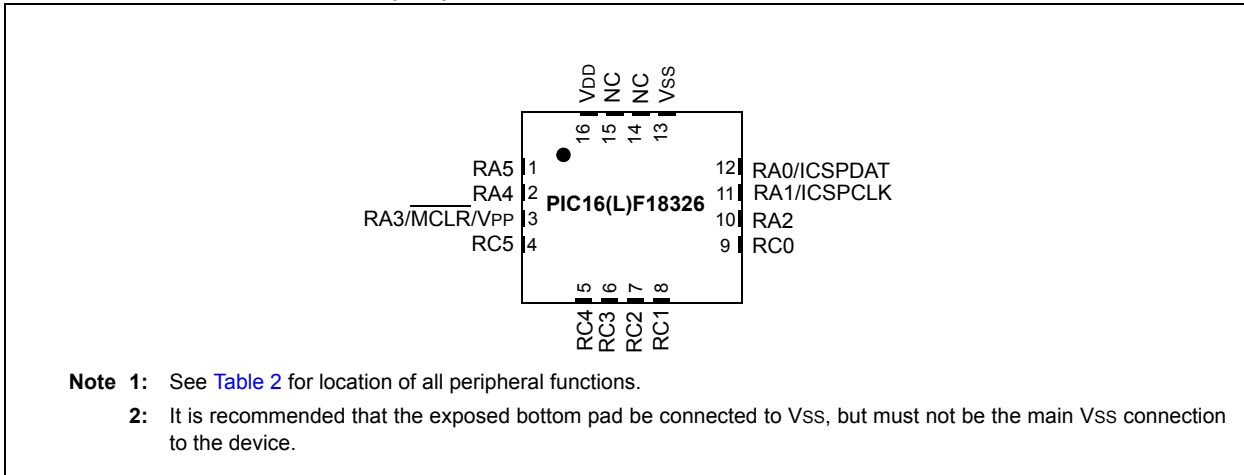 VDD
NC
NC
VSS
16
15
14
13
RA5 1
RA4 2
RA3/MCLR/VPP 3
RC5 4
PIC16(L)F18326
12 RA0/ICSPDAT
11 RA1/ICSPCLK
10 RA2
9 RC0
5
6
7
8
RC4
RC3
RC2
RC1
Note 1: See Table 2 for location of all peripheral functions.
2: It is recommended that the exposed bottom pad be connected to VSS, but must not be the main VSS connection
to the device.